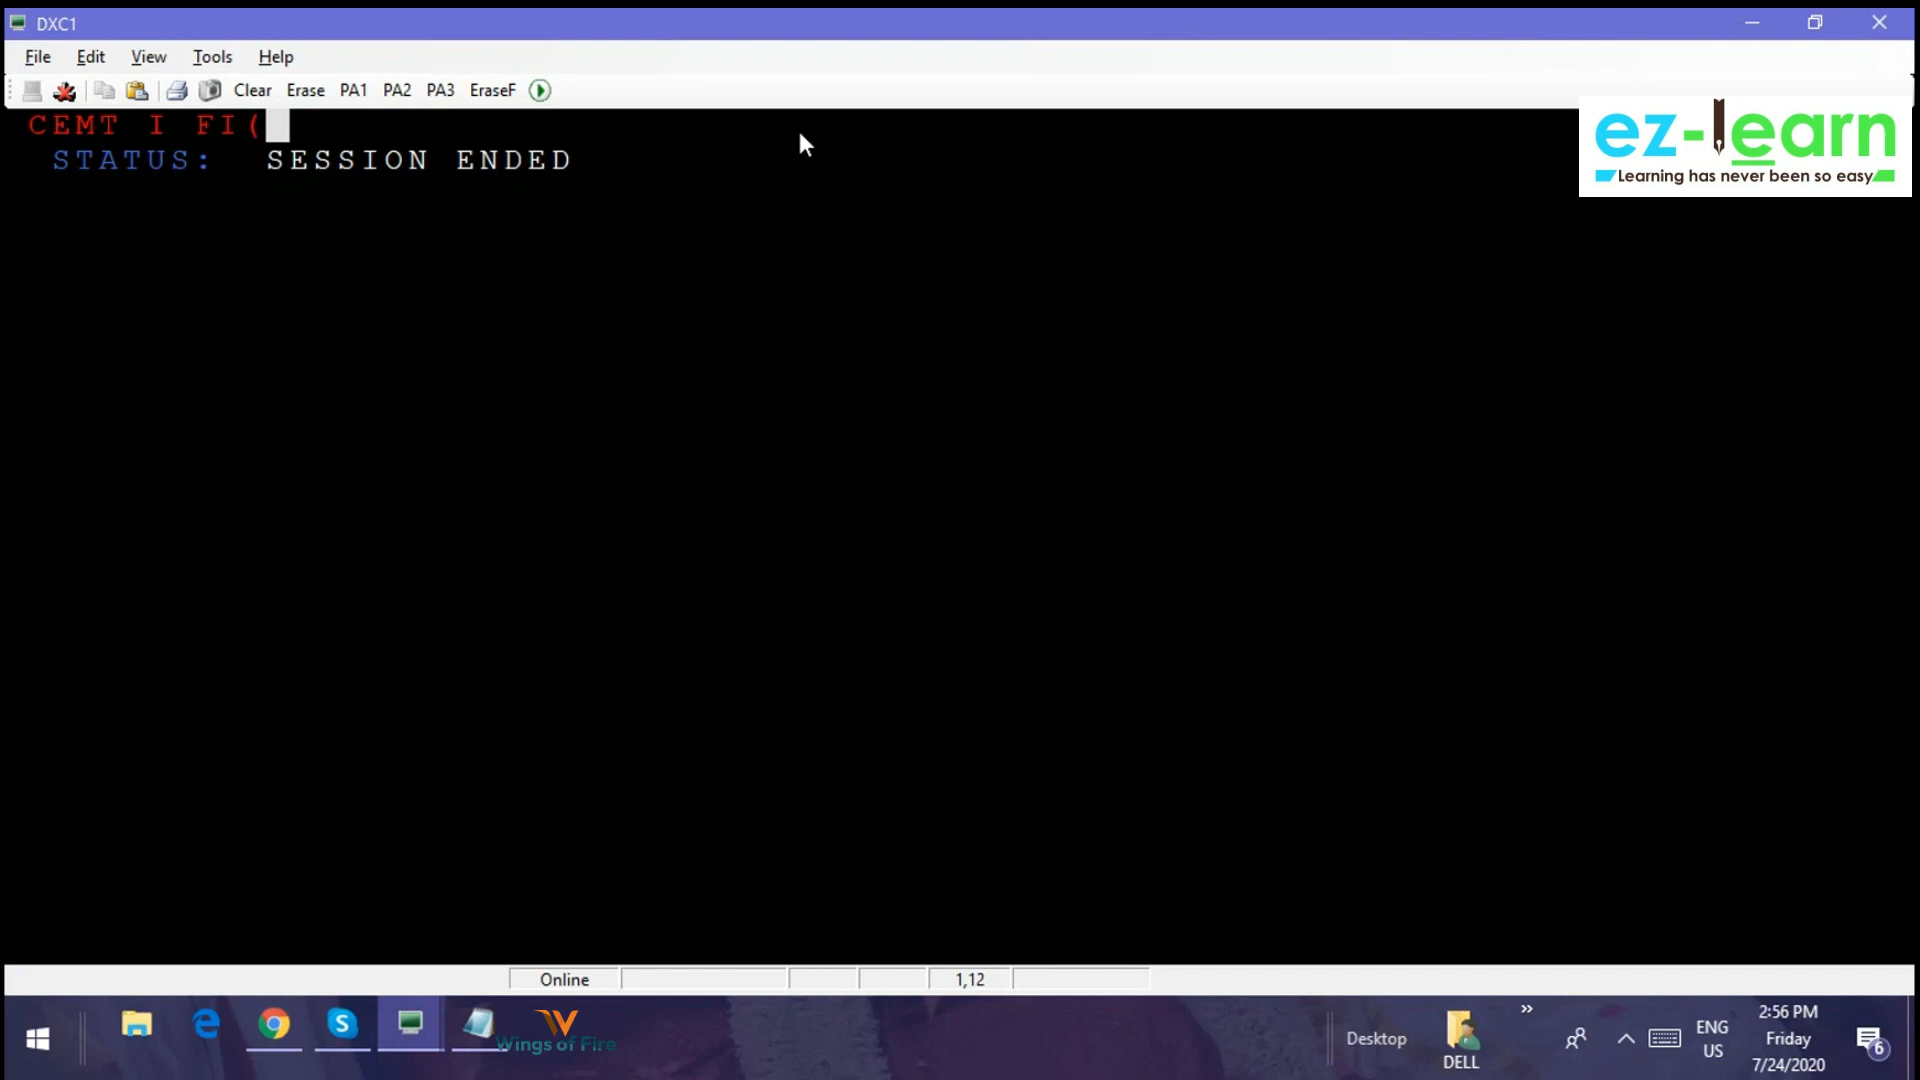 DXC1
File Edit View Tools Help
Clear Erase PA1 PA2 PA3 EraseF
CEMT I FI(
STATUS: SESSION ENDED
ez-learn
Learning has never been so easy
Online 1,12
Wings of Fire
Desktop
»
DELL
ENG
US
2:56 PM
Friday
7/24/2020
6